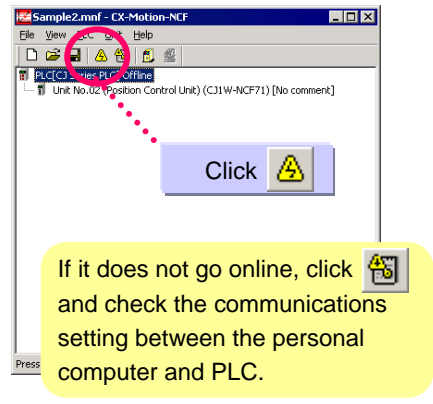 Sample2.mnf - CX-Motion-NCF
File View PLC Unit Help
PLC[CJ Series PLC] Offline
Unit No.02 (Position Control Unit) (CJ1W-NCF71) [No comment]
Click
If it does not go online, click
and check the communications
setting between the personal
computer and PLC.
Press